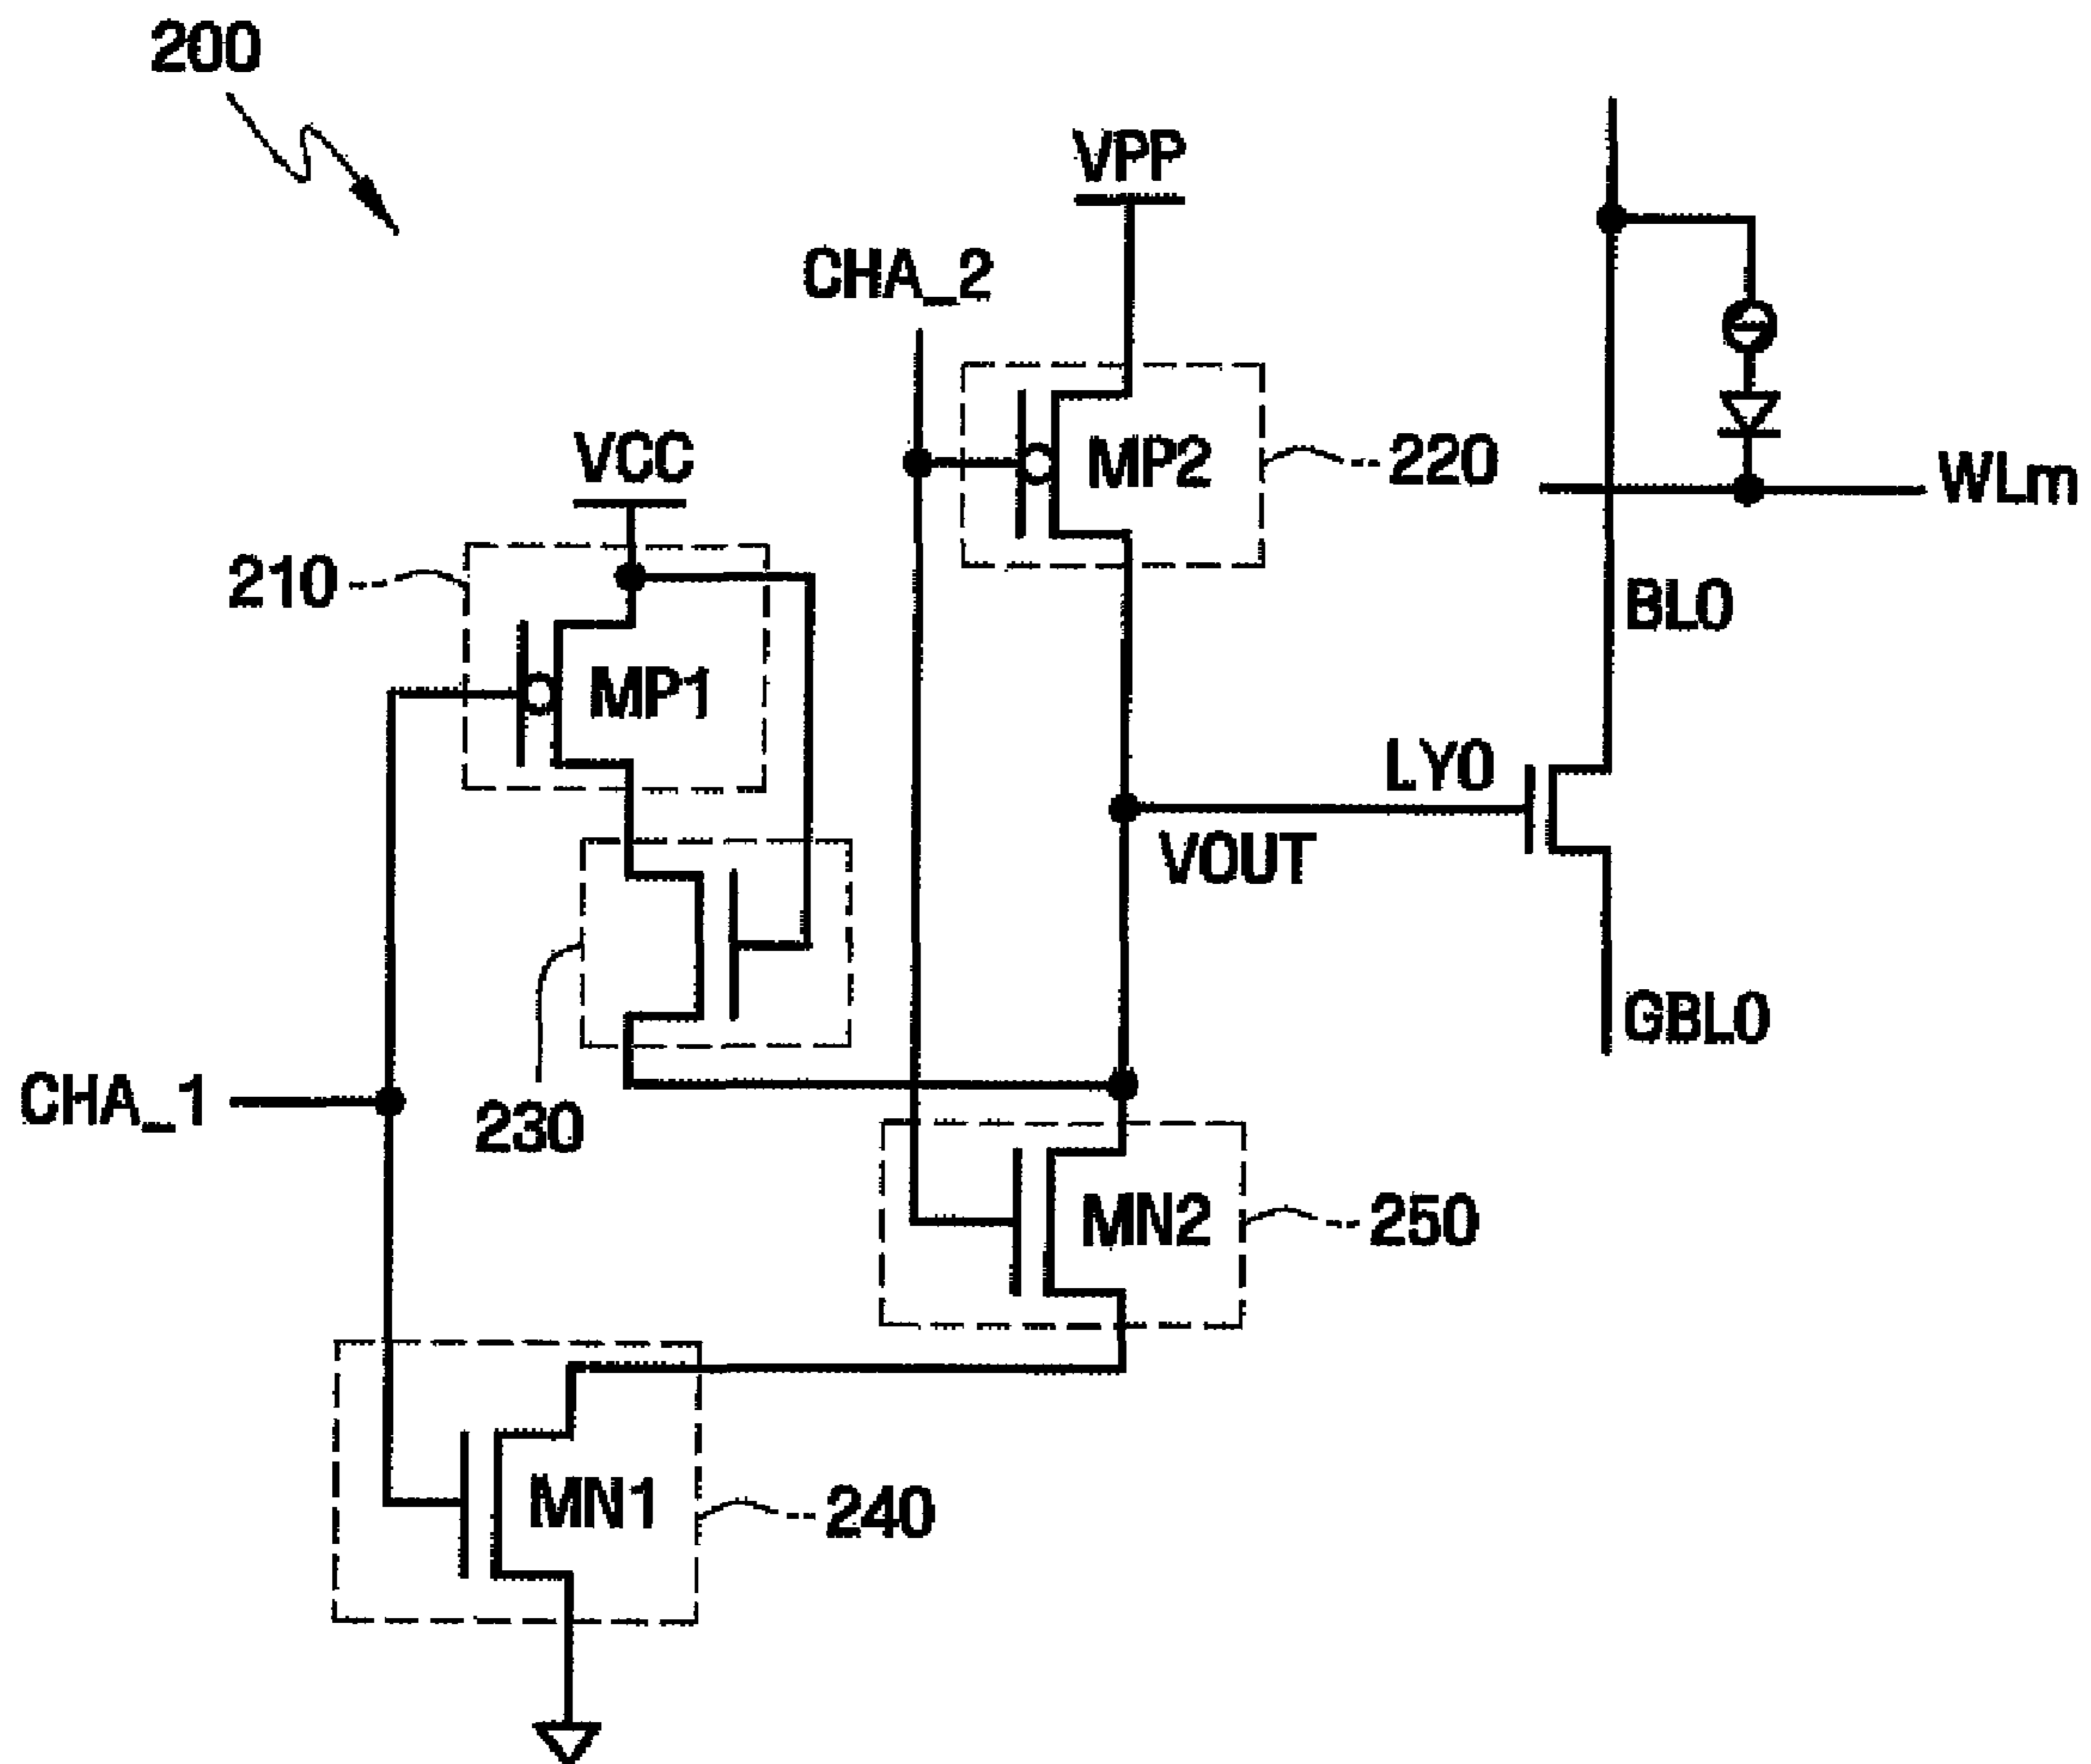 200
VPP
CHA_2
VCC
MP2
220
WLm
210
MP1
BL0
LY0
VOUT
GBL0
CHA_1
230
MN2
250
MN1
240